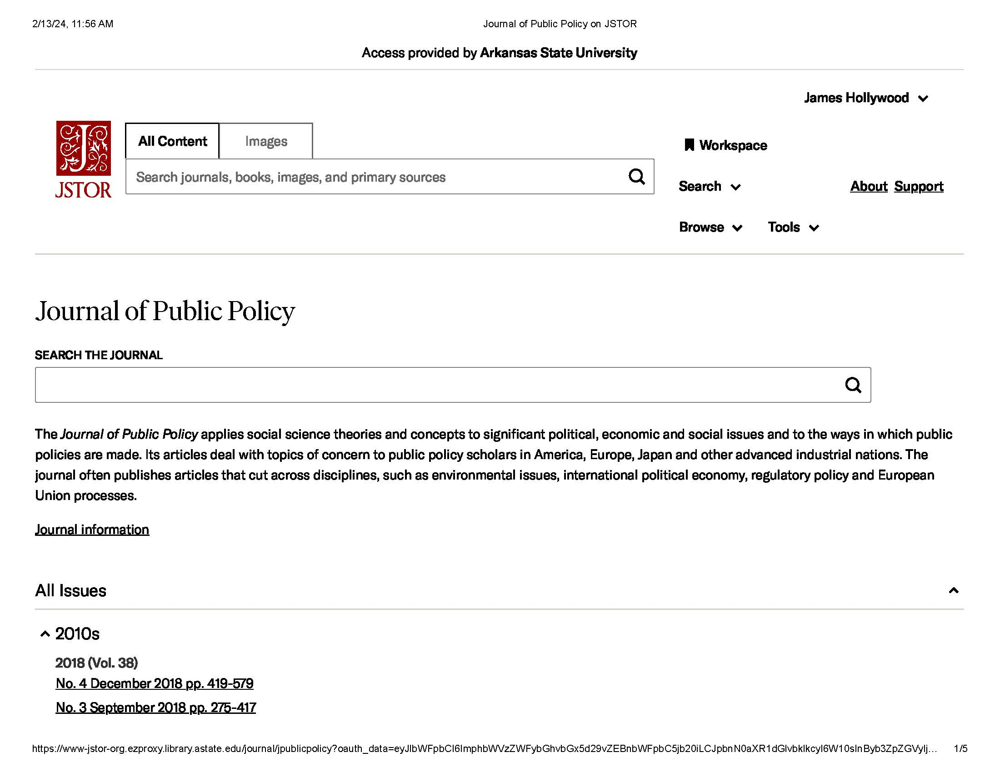 2/13/24, 11:56 AM
Journal of Public Policy on JSTOR
Access provided by Arkansas State University
James Hollywood
All Content
Images
Workspace
Search journals, books, images, and primary sources
JSTOR
Search
About Support
Browse
Tools
Journal of Public Policy
SEARCH THE JOURNAL
The Journal of Public Policy applies social science theories and concepts to significant political, economic and social issues and to the ways in which public
policies are made. Its articles deal with topics of concern to public policy scholars in America, Europe, Japan and other advanced industrial nations. The
journal often publishes articles that cut across disciplines, such as environmental issues, international political economy, regulatory policy and European
Union processes.
Journal information
All Issues
2010s
2018 (Vol. 38)
No. 4 December 2018 pp. 419-579
No. 3 September 2018 pp. 275-417
https://www-jstor-org.ezproxy.library.astate.edu/journal/jpublicpolicy?oauth_data=eyJlbWFpbCI6ImphbWVzZWFybGhvbGx5d29vZEBnbWFpbC5jb20iLCJpbnN0aXR1dGlvbklkcyI6W10sInByb3ZpZGVyIj… 1/5